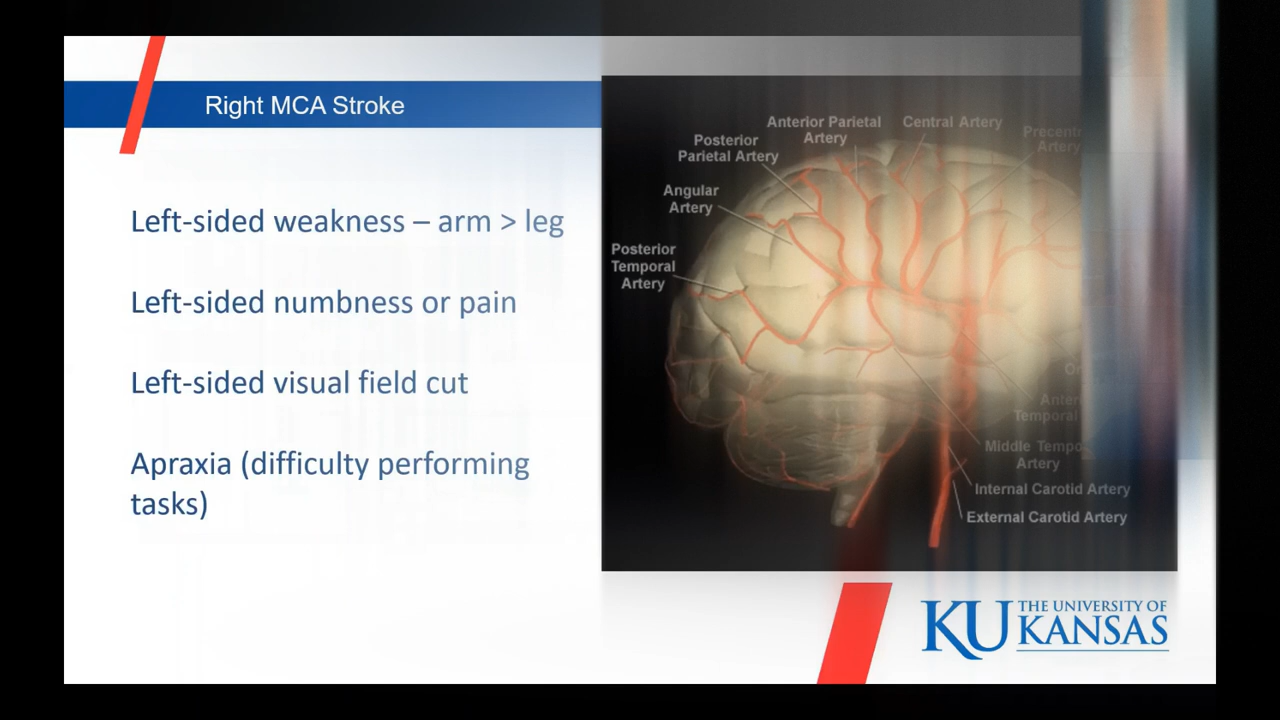 Right MCA Stroke
Left-sided weakness – arm > leg
Left-sided numbness or pain
Left-sided visual field cut
Apraxia (difficulty performing
tasks)
Anterior Parietal
Artery
Central Artery
Posterior
Parietal Artery
Artery
Angular
Artery
Posterior
Temporal
Artery
Temporal
Middle
Artery
Internal Carotid Artery
External Carotid Artery
KU THE UNIVERSITY OF
KANSAS